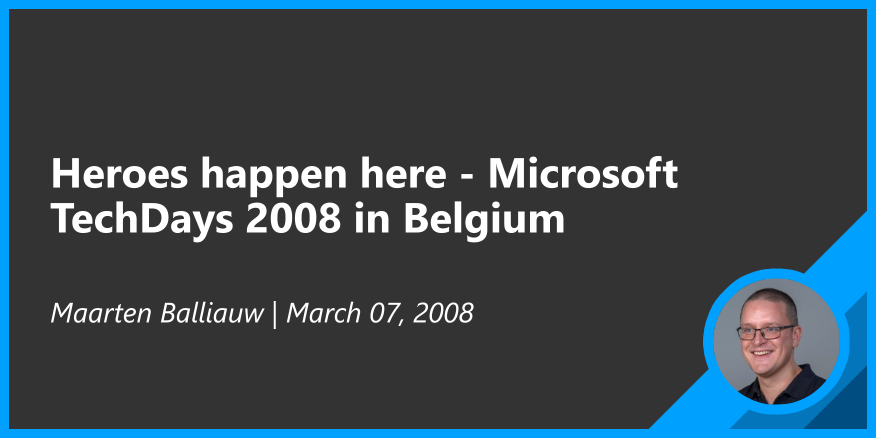 Heroes happen here - Microsoft
TechDays 2008 in Belgium
Maarten Balliauw | March 07, 2008